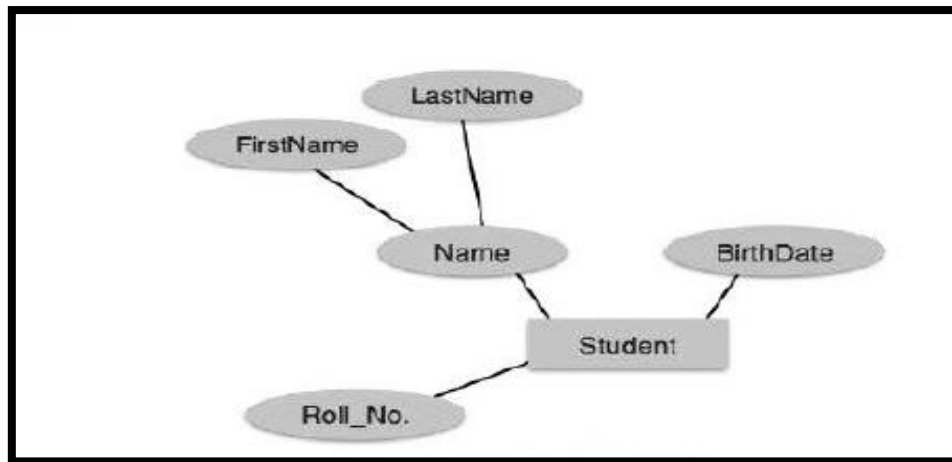 LastName
FirstName
Name
BirthDate
Student
Roll_No.